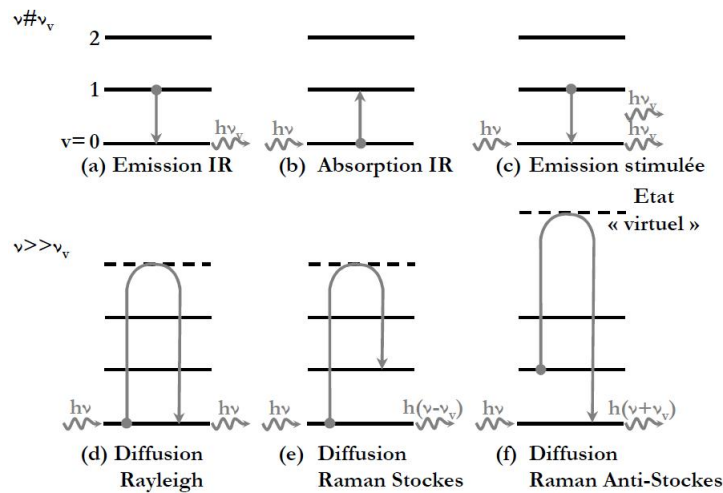 ν#νᵥ
2
1
v=0
hνᵥ
hν
hν
hνᵥ
hνᵥ
(a) Emission IR
(b) Absorption IR
(c) Emission stimulée
Etat
« virtuel »
ν>>νᵥ
hν
hν
hν
h(ν-νᵥ)
hν
h(ν+νᵥ)
(d) Diffusion
Rayleigh
(e) Diffusion
Raman Stockes
(f) Diffusion
Raman Anti-Stockes